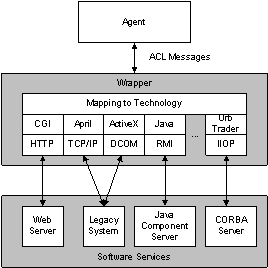 Agent
ACL Messages
Wrapper
Mapping to Technology
CGI April ActiveX Java ... Urb Trader
HTTP TCP/IP DCOM RMI IIOP
Web Server Legacy System Java Component Server CORBA Server
Software Services